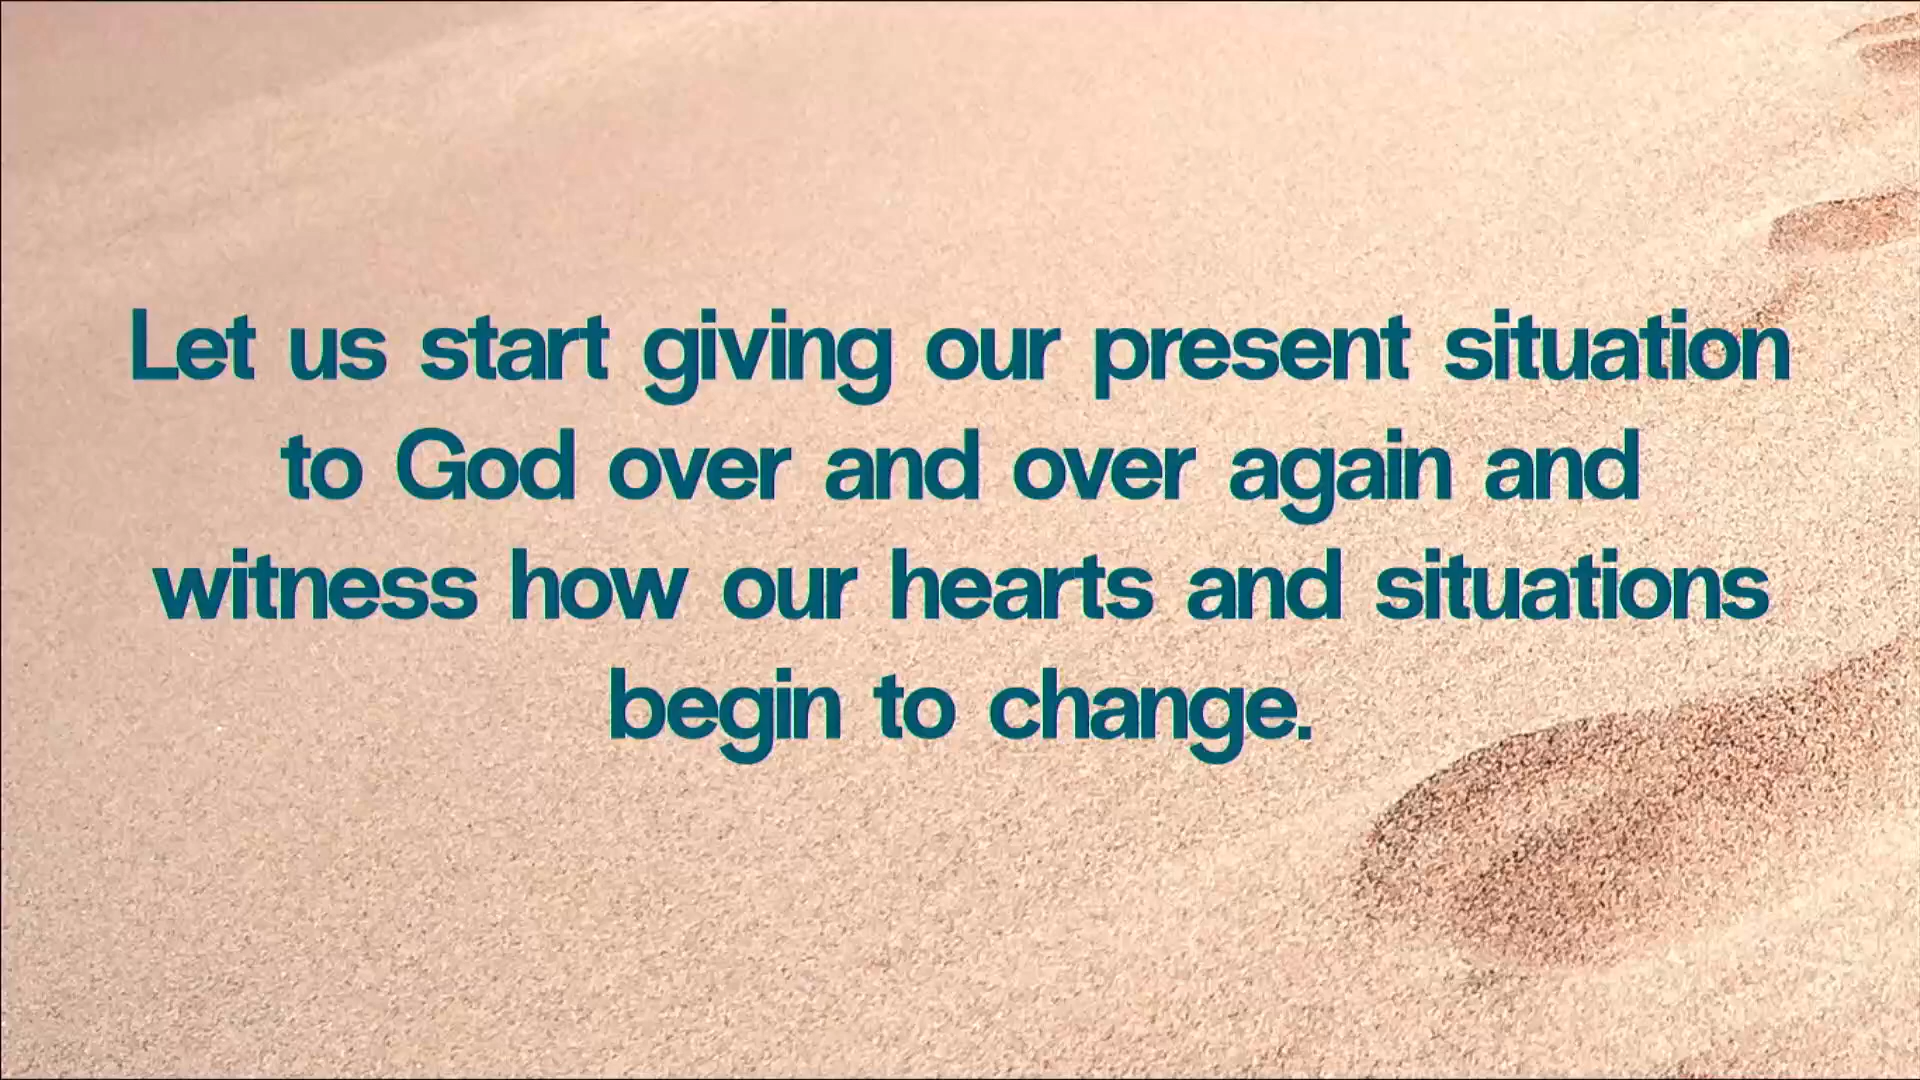 Let us start giving our present situation
to God over and over again and
witness how our hearts and situations
begin to change.